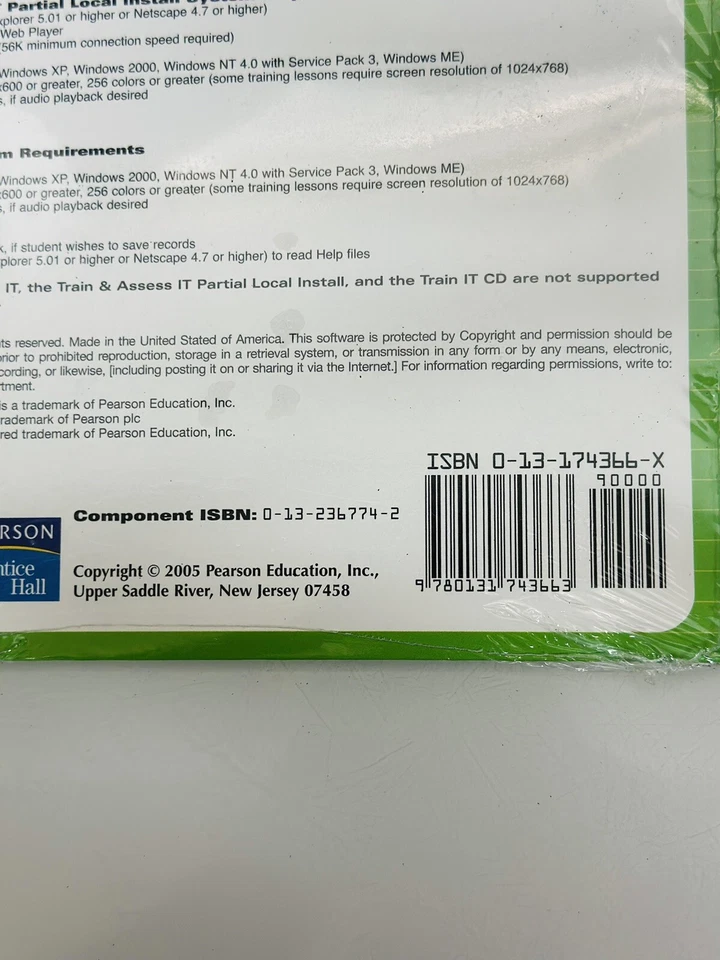 Partial Local Install
xplorer 5.01 or higher or Netscape 4.7 or higher)
Web Player
(56K minimum connection speed required)
Windows XP, Windows 2000, Windows NT 4.0 with Service Pack 3, Windows ME)
x600 or greater, 256 colors or greater (some training lessons require screen resolution of 1024x768)
s, if audio playback desired
m Requirements
Windows XP, Windows 2000, Windows NT 4.0 with Service Pack 3, Windows ME)
x600 or greater, 256 colors or greater (some training lessons require screen resolution of 1024x768)
s, if audio playback desired
k, if student wishes to save records
plorer 5.01 or higher or Netscape 4.7 or higher) to read Help files
IT, the Train & Assess IT Partial Local Install, and the Train IT CD are not supported
ts reserved. Made in the United Stated of America. This software is protected by Copyright and permission should be
rior to prohibited reproduction, storage in a retrieval system, or transmission in any form or by any means, electronic,
cording, or likewise, [including posting it on or sharing it via the Internet.] For information regarding permissions, write to:
rtment.
is a trademark of Pearson Education, Inc.
rademark of Pearson plc
red trademark of Pearson Education, Inc.
ISBN 0-13-174366-X
90000
Component ISBN: 0-13-236774-2
RSON
ntice
Hall
Copyright © 2005 Pearson Education, Inc.,
Upper Saddle River, New Jersey 07458
9 780131 743663